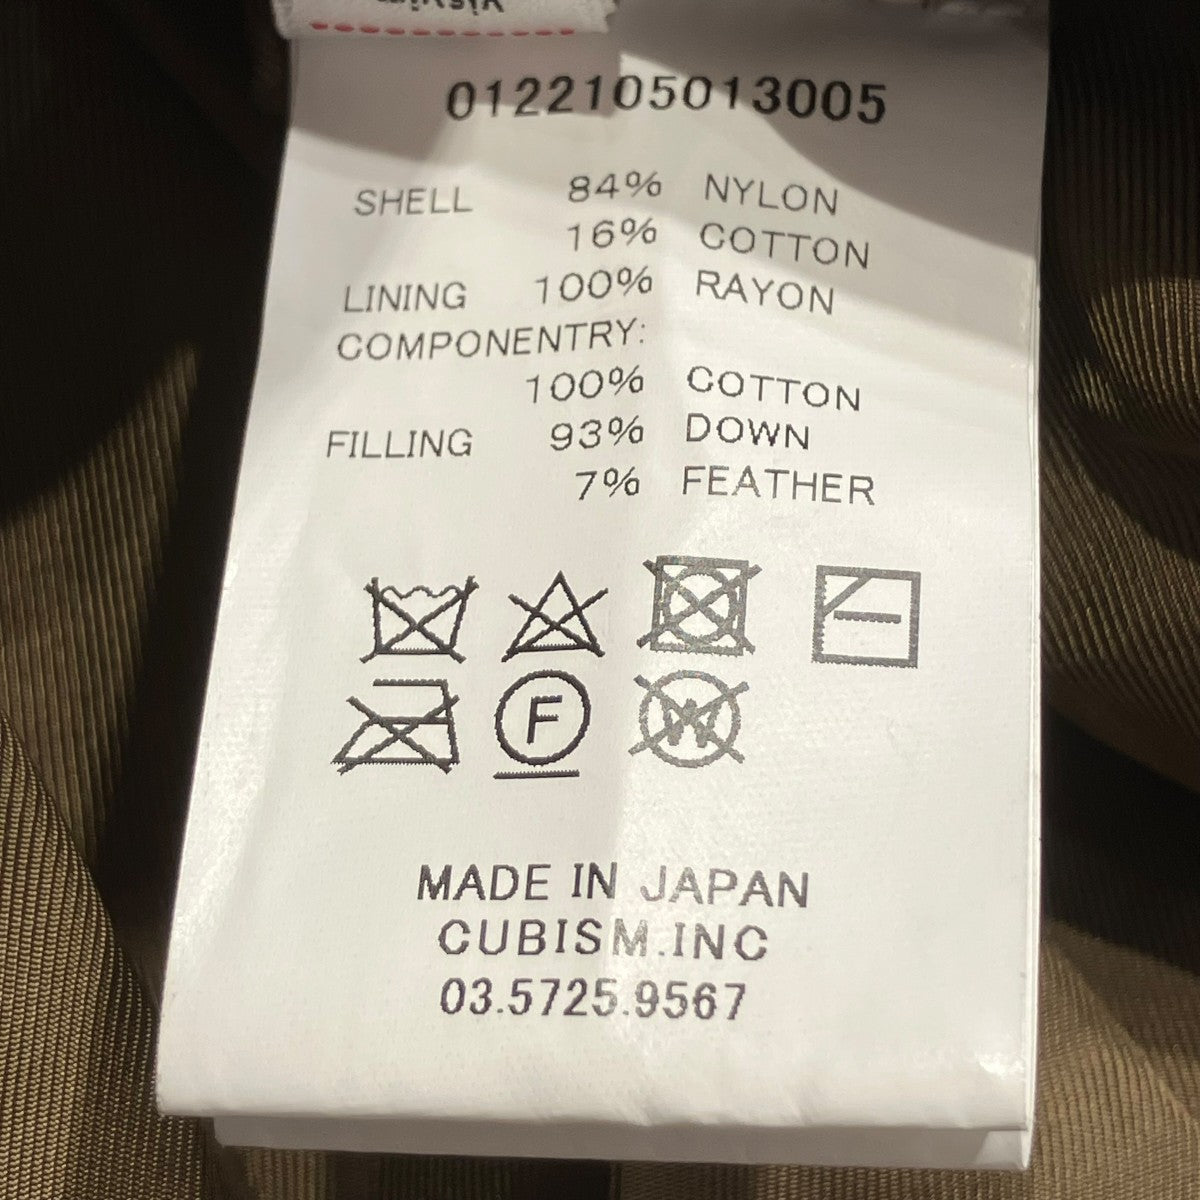 0122105013005
SHELL 84% NYLON
16% COTTON
LINING 100% RAYON
COMPONENTRY:
100% COTTON
FILLING 93% DOWN
7% FEATHER
F
W
MADE IN JAPAN
CUBISM.INC
03.5725.9567